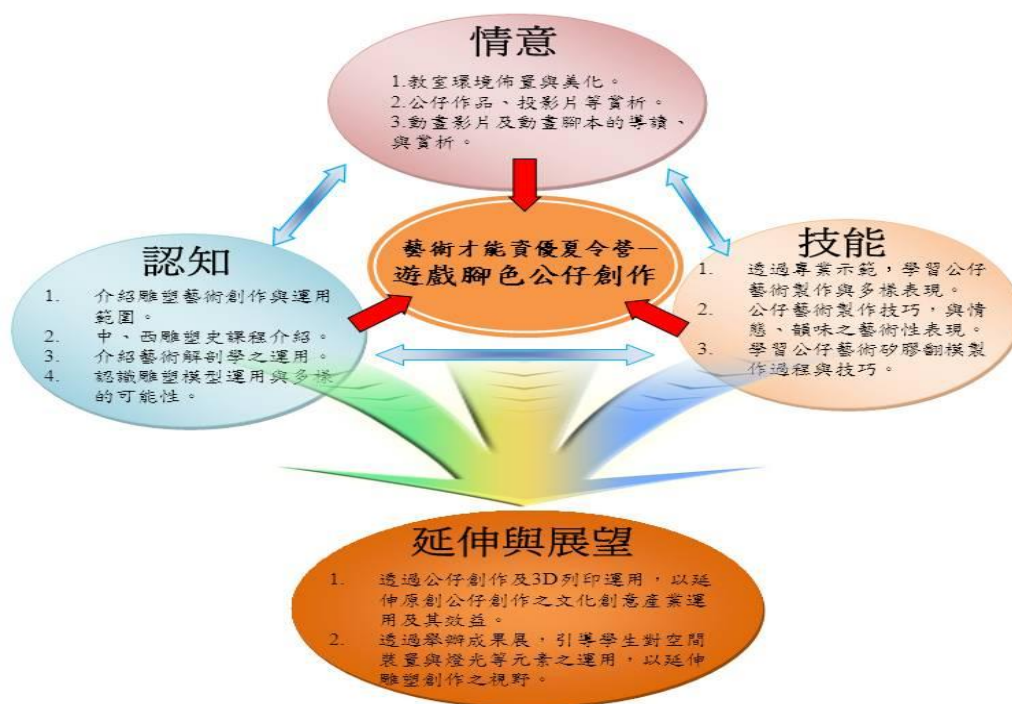 情意
1.教室環境佈置與美化。
2.公仔作品、投影片等賞析。
3.動畫影片及動畫腳本的導讀、
與賞析。
藝術才能資優夏令營－
遊戲腳色公仔創作
認知
1. 介紹雕塑藝術創作與運用
範圍。
2. 中、西雕塑史課程介紹。
3. 介紹藝術解剖學之運用。
4. 認識雕塑模型運用與多樣
的可能性。
技能
1. 透過專業示範，學習公仔
藝術製作與多樣表現。
2. 公仔藝術製作技巧，與情
態、韻味之藝術性表現。
3. 學習公仔藝術矽膠翻模製
作過程與技巧。
延伸與展望
1. 透過公仔創作及3D列印運用，以延
伸原創公仔創作之文化創意產業運
用及其效益。
2. 透過舉辦成果展，引導學生對空間
裝置與燈光等元素之運用，以延伸
雕塑創作之視野。